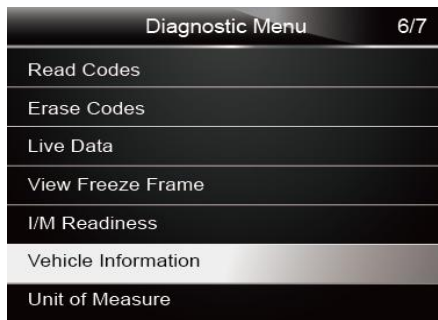 Diagnostic Menu 6/7
Read Codes
Erase Codes
Live Data
View Freeze Frame
I/M Readiness
Vehicle Information
Unit of Measure